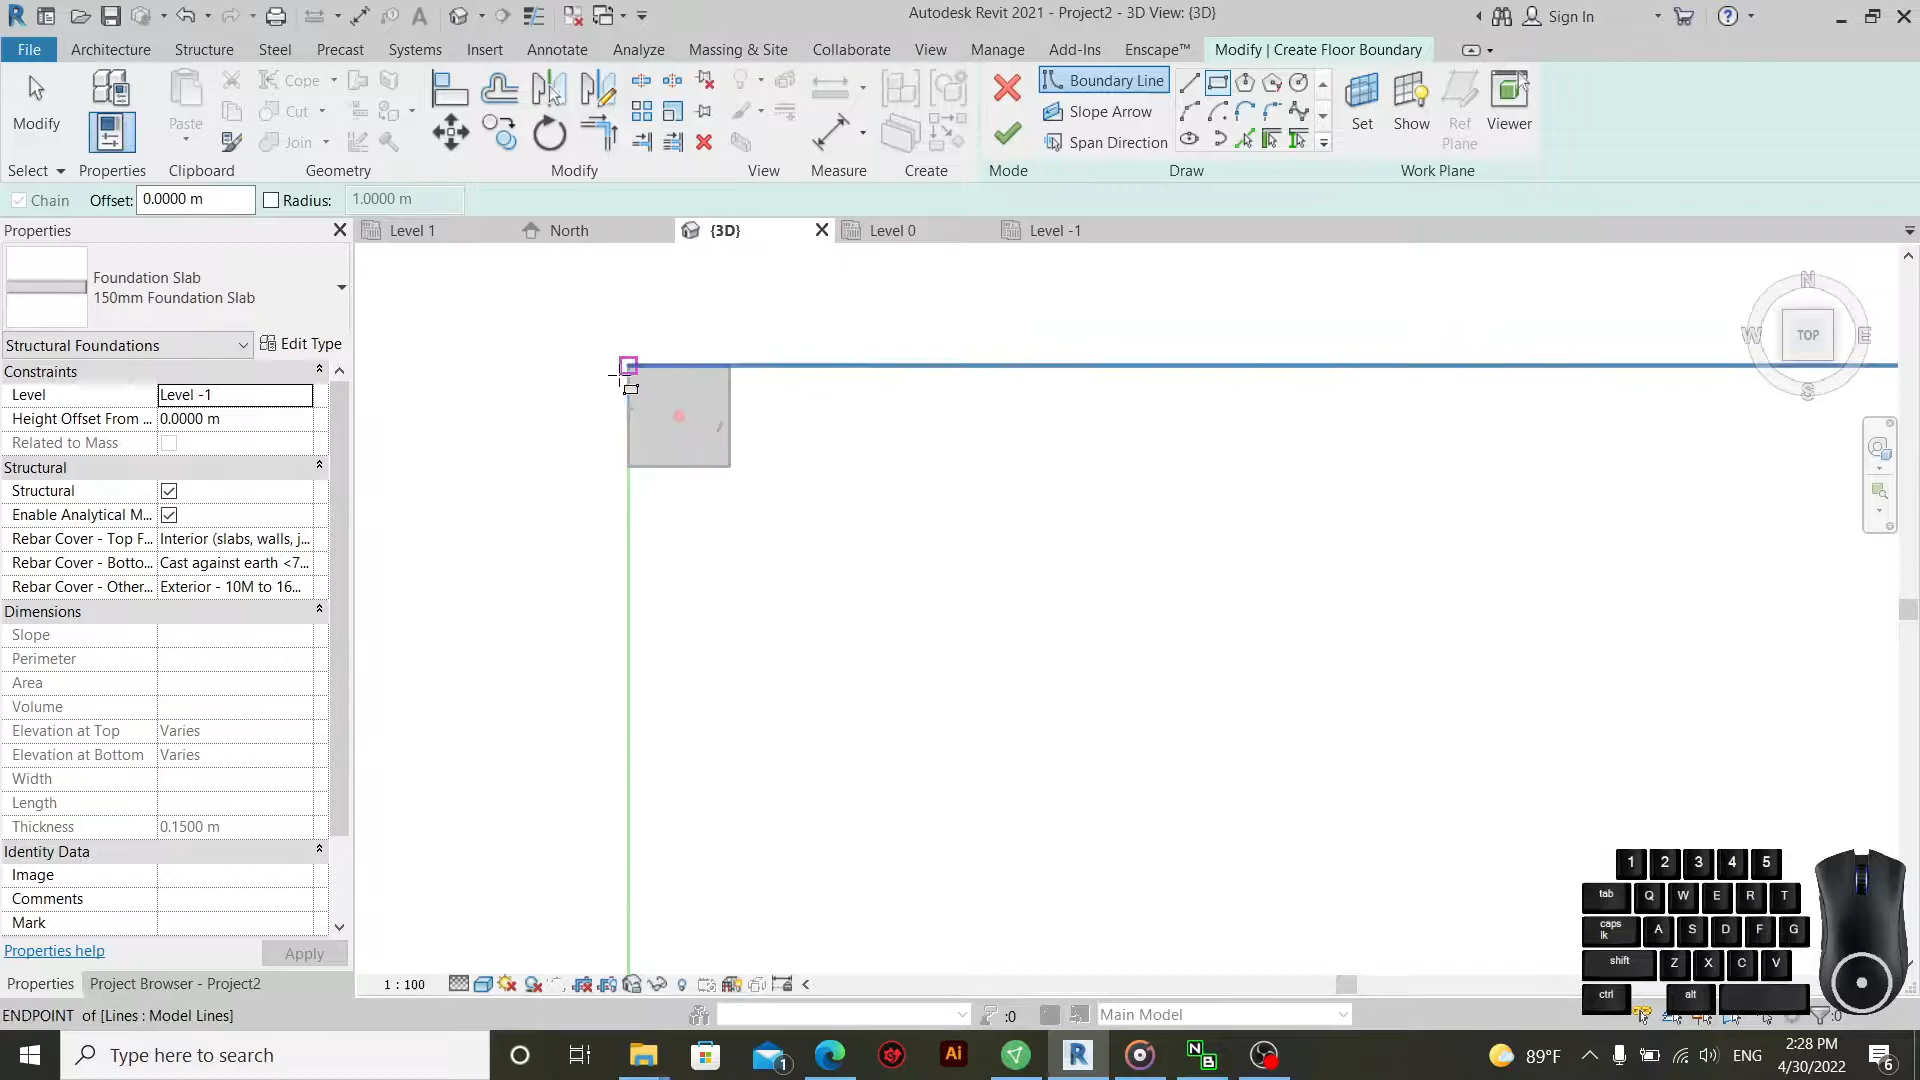 Autodesk Revit 2021 - Project2 - 3D View: {3D}
Sign In
File
Architecture
Structure
Steel
Precast
Systems
Insert
Annotate
Analyze
Massing & Site
Collaborate
View
Manage
Add-Ins
Enscape™
Modify | Create Floor Boundary
Modify
Paste
Cope
Cut
Join
Boundary Line
Slope Arrow
Span Direction
Set
Show
Ref
Plane
Viewer
Select
Properties
Clipboard
Geometry
Modify
View
Measure
Create
Mode
Draw
Work Plane
Chain
Offset: 0.0000 m
Radius: 1.0000 m
Properties
Level 1
North
{3D}
Level 0
Level -1
Foundation Slab
150mm Foundation Slab
Structural Foundations
Edit Type
Constraints
Level Level -1
Height Offset From ... 0.0000 m
Related to Mass
Structural
Structural
Enable Analytical M...
Rebar Cover - Top F... Interior (slabs, walls, j...
Rebar Cover - Botto... Cast against earth <7...
Rebar Cover - Other... Exterior - 10M to 16...
Dimensions
Slope
Perimeter
Area
Volume
Elevation at Top Varies
Elevation at Bottom Varies
Width
Length
Thickness 0.1500 m
Identity Data
Image
Comments
Mark
Properties help
Apply
Properties
Project Browser - Project2
1 : 100
ENDPOINT of [Lines : Model Lines]
:0
Main Model
:0
N
W
TOP
E
S
1 2 3 4 5
tab Q W E R T
caps
lk
A S D F G
shift Z X C V
ctrl alt
Type here to search
Ai
1
R
N
B
89°F
ENG
2:28 PM
4/30/2022
6